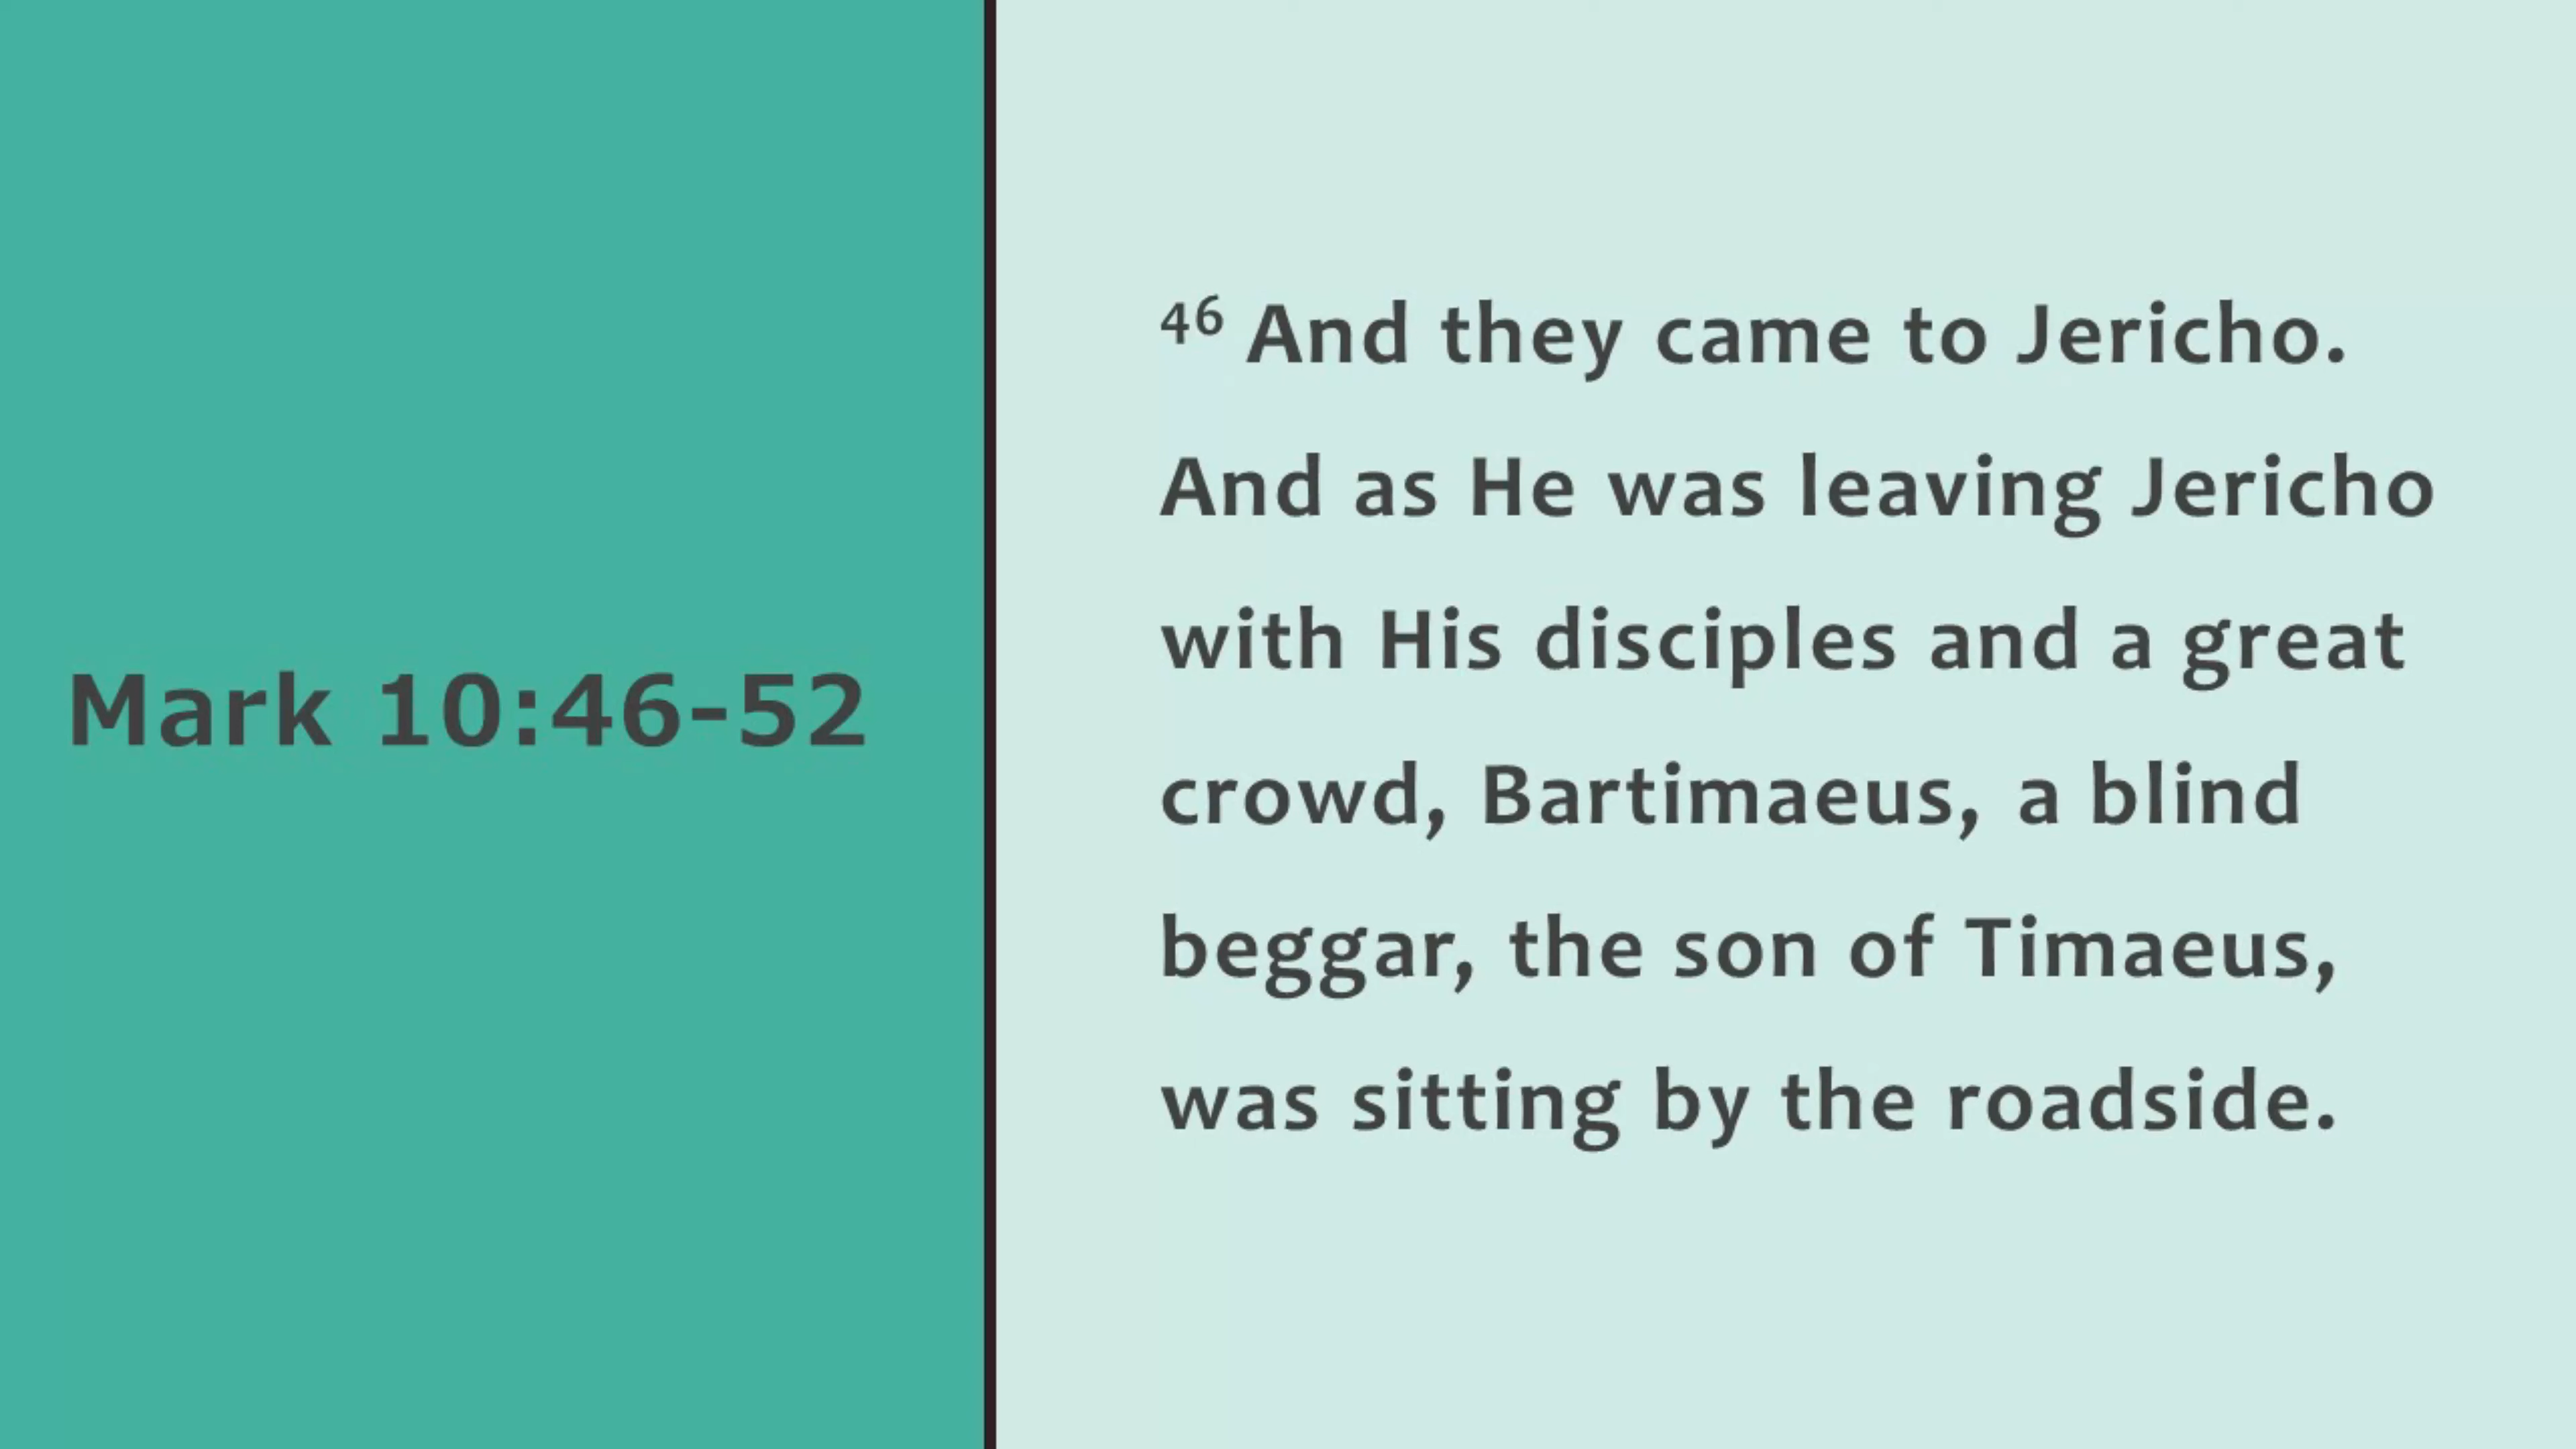 Mark 10:46-52
46 And they came to Jericho.
And as He was leaving Jericho
with His disciples and a great
crowd, Bartimaeus, a blind
beggar, the son of Timaeus,
was sitting by the roadside.